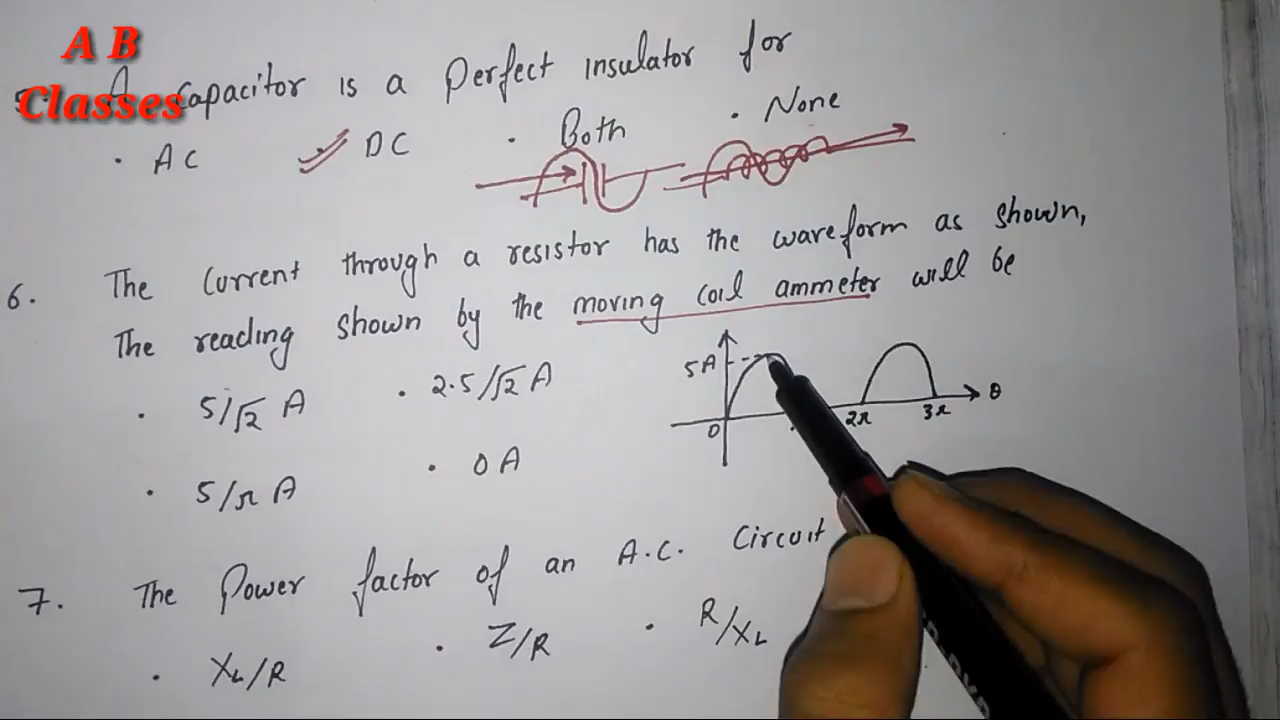 A B
Classes
5. A capacitor is a perfect insulator for
· AC DC · Both · None
6. The current through a resistor has the waveform as shown,
The reading shown by the moving coil ammeter will be
· 5/√2 A · 2.5/√2 A
5A
0 2π 3π θ
· 5/π A · 0 A
7. The Power factor of an A.C. Circuit
· XL/R · Z/R · R/XL